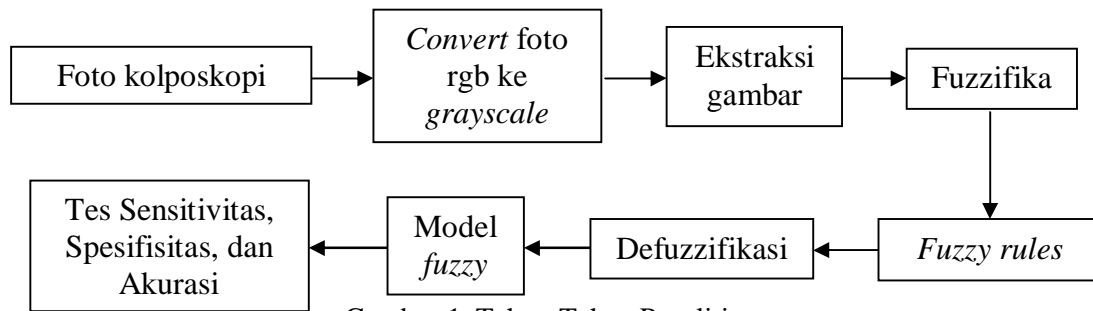 Foto kolposkopi
Convert foto
rgb ke
grayscale
Ekstraksi
gambar
Fuzzifika
Fuzzy rules
Defuzzifikasi
Model
fuzzy
Tes Sensitivitas,
Spesifisitas, dan
Akurasi